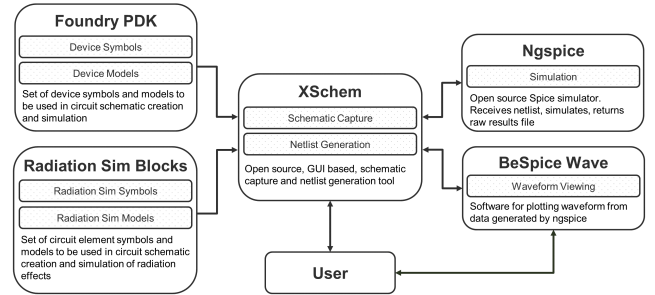 Foundry PDK
Device Symbols
Device Models
Set of device symbols and models to
be used in circuit schematic creation
and simulation
Radiation Sim Blocks
Radiation Sim Symbols
Radiation Sim Models
Set of circuit element symbols and
models to be used in circuit schematic
creation and simulation of radiation
effects
XSchem
Schematic Capture
Netlist Generation
Open source, GUI based, schematic
capture and netlist generation tool
User
Ngspice
Simulation
Open source Spice simulator.
Receives netlist, simulates, returns
raw results file
BeSpice Wave
Waveform Viewing
Software for plotting waveform from
data generated by ngspice